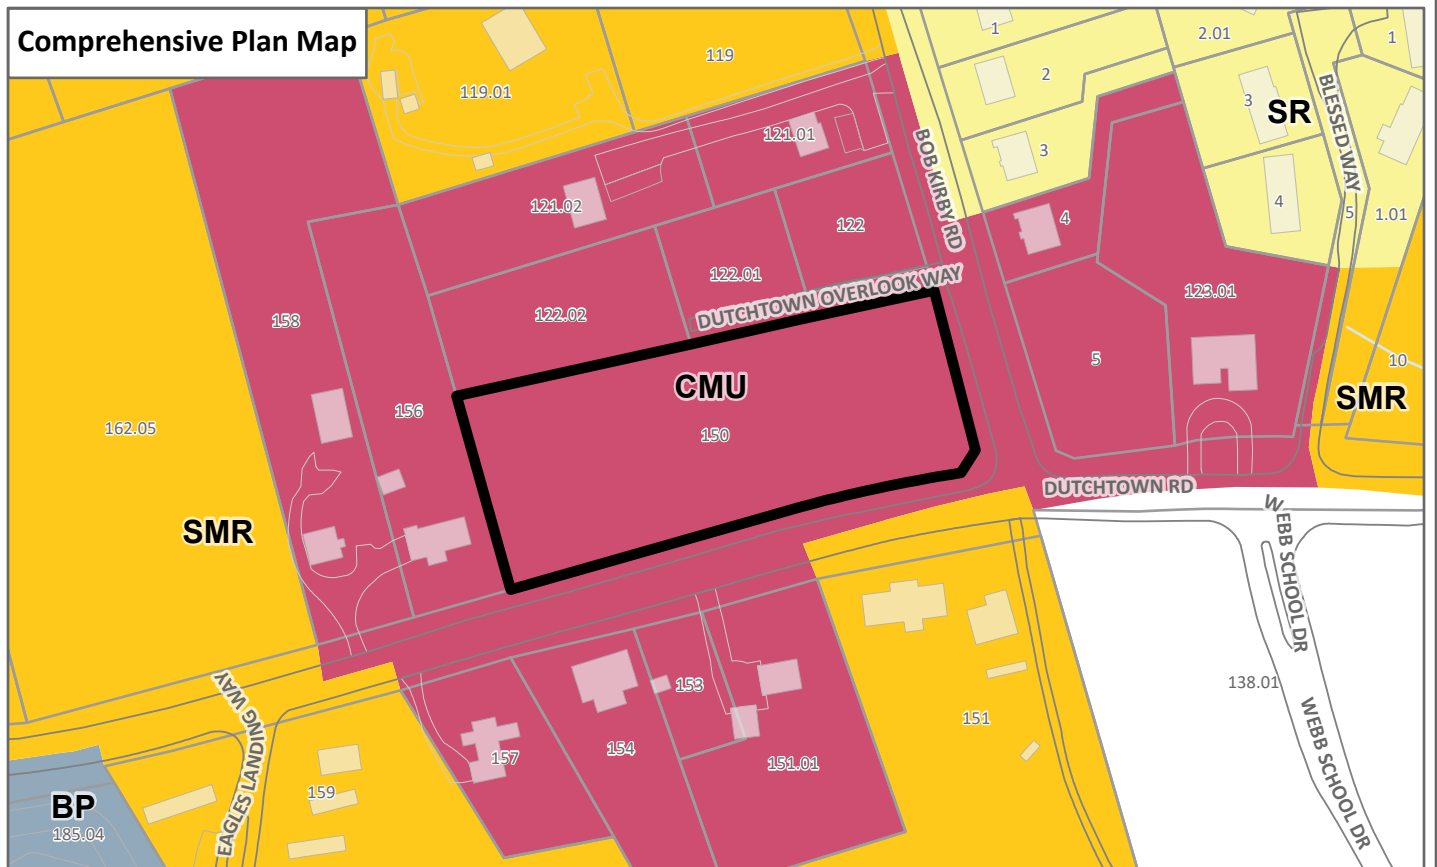 Comprehensive Plan Map
119.01
119
1
2
3
2.01
3
SR
4
5
1
1.01
BLESSED WAY
BOB KIRBY RD
121.01
121.02
122
122.01
122.02
DUTCHTOWN OVERLOOK WAY
4
123.01
5
10
SMR
158
156
162.05
SMR
CMU
150
DUTCHTOWN RD
WEBB SCHOOL DR
138.01
WEBB SCHOOL DR
151
153
154
157
151.01
EAGLES LANDING WAY
159
BP
185.04